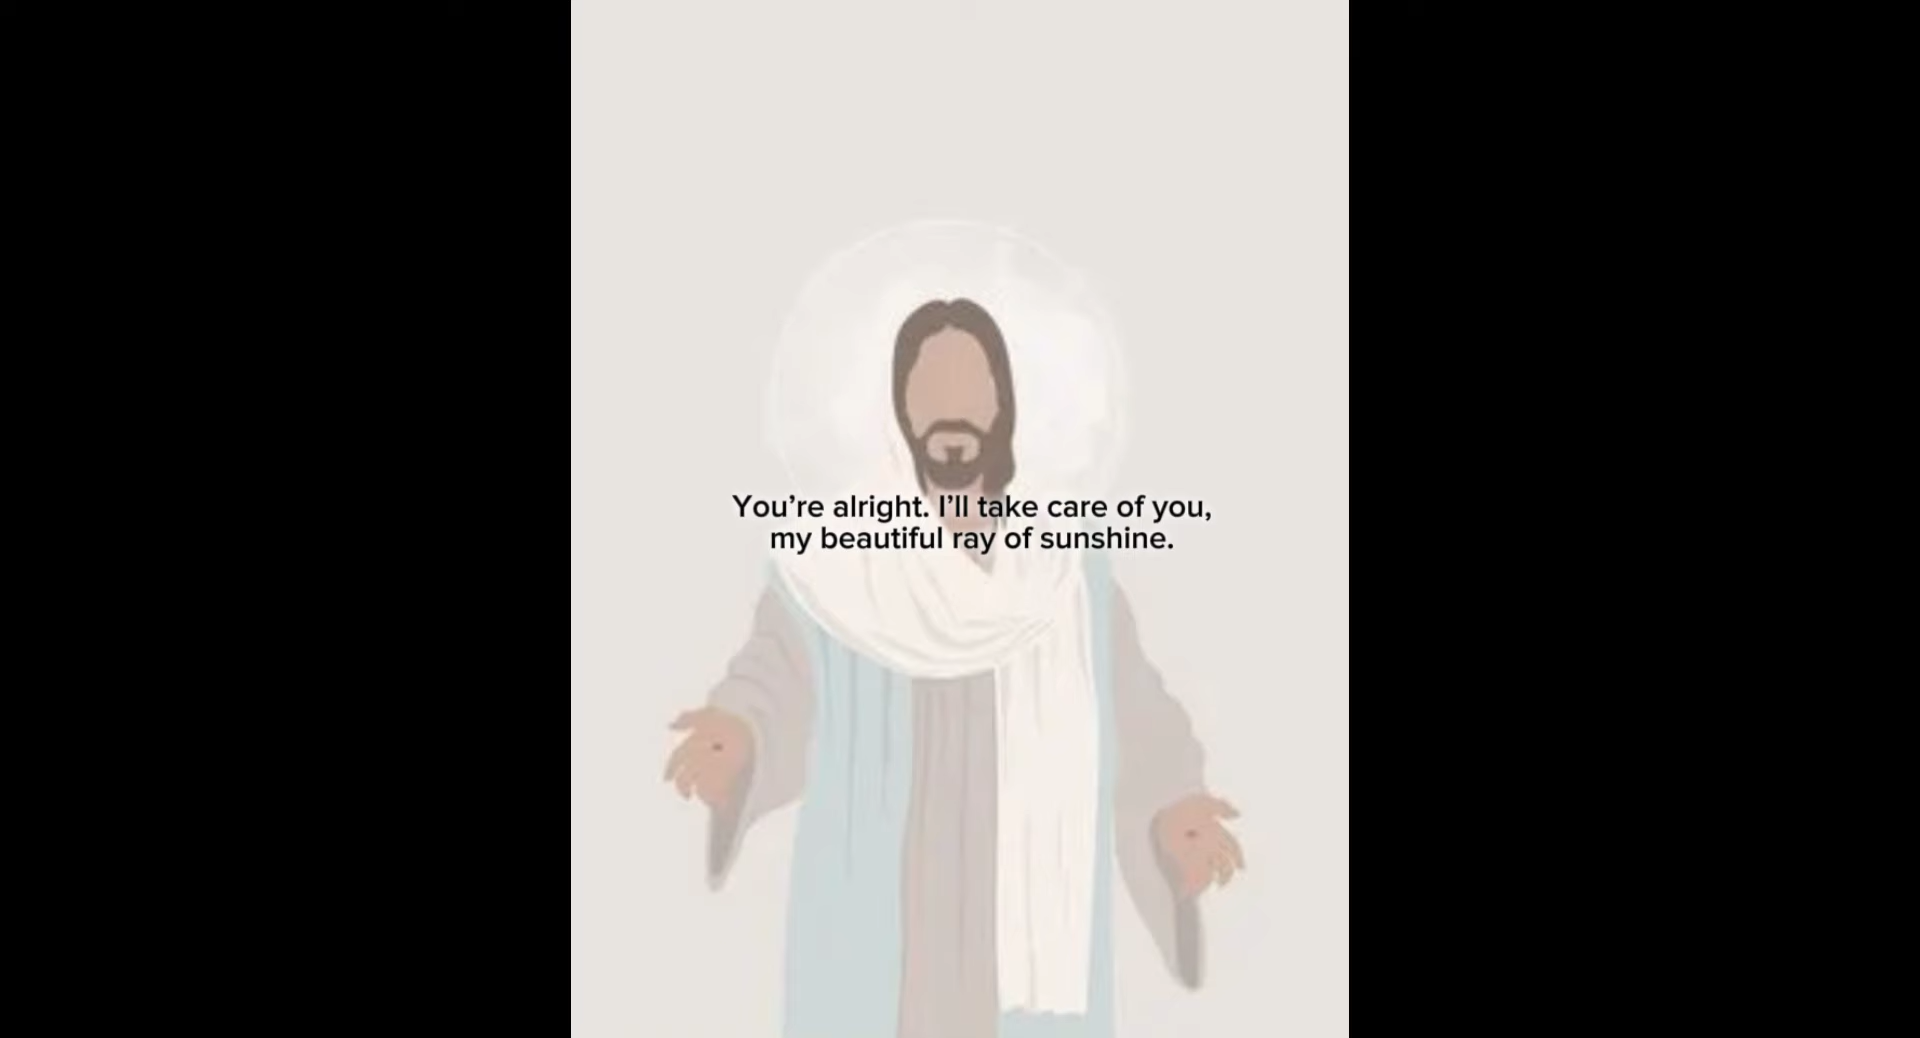 You’re alright. I’ll take care of you,
my beautiful ray of sunshine.